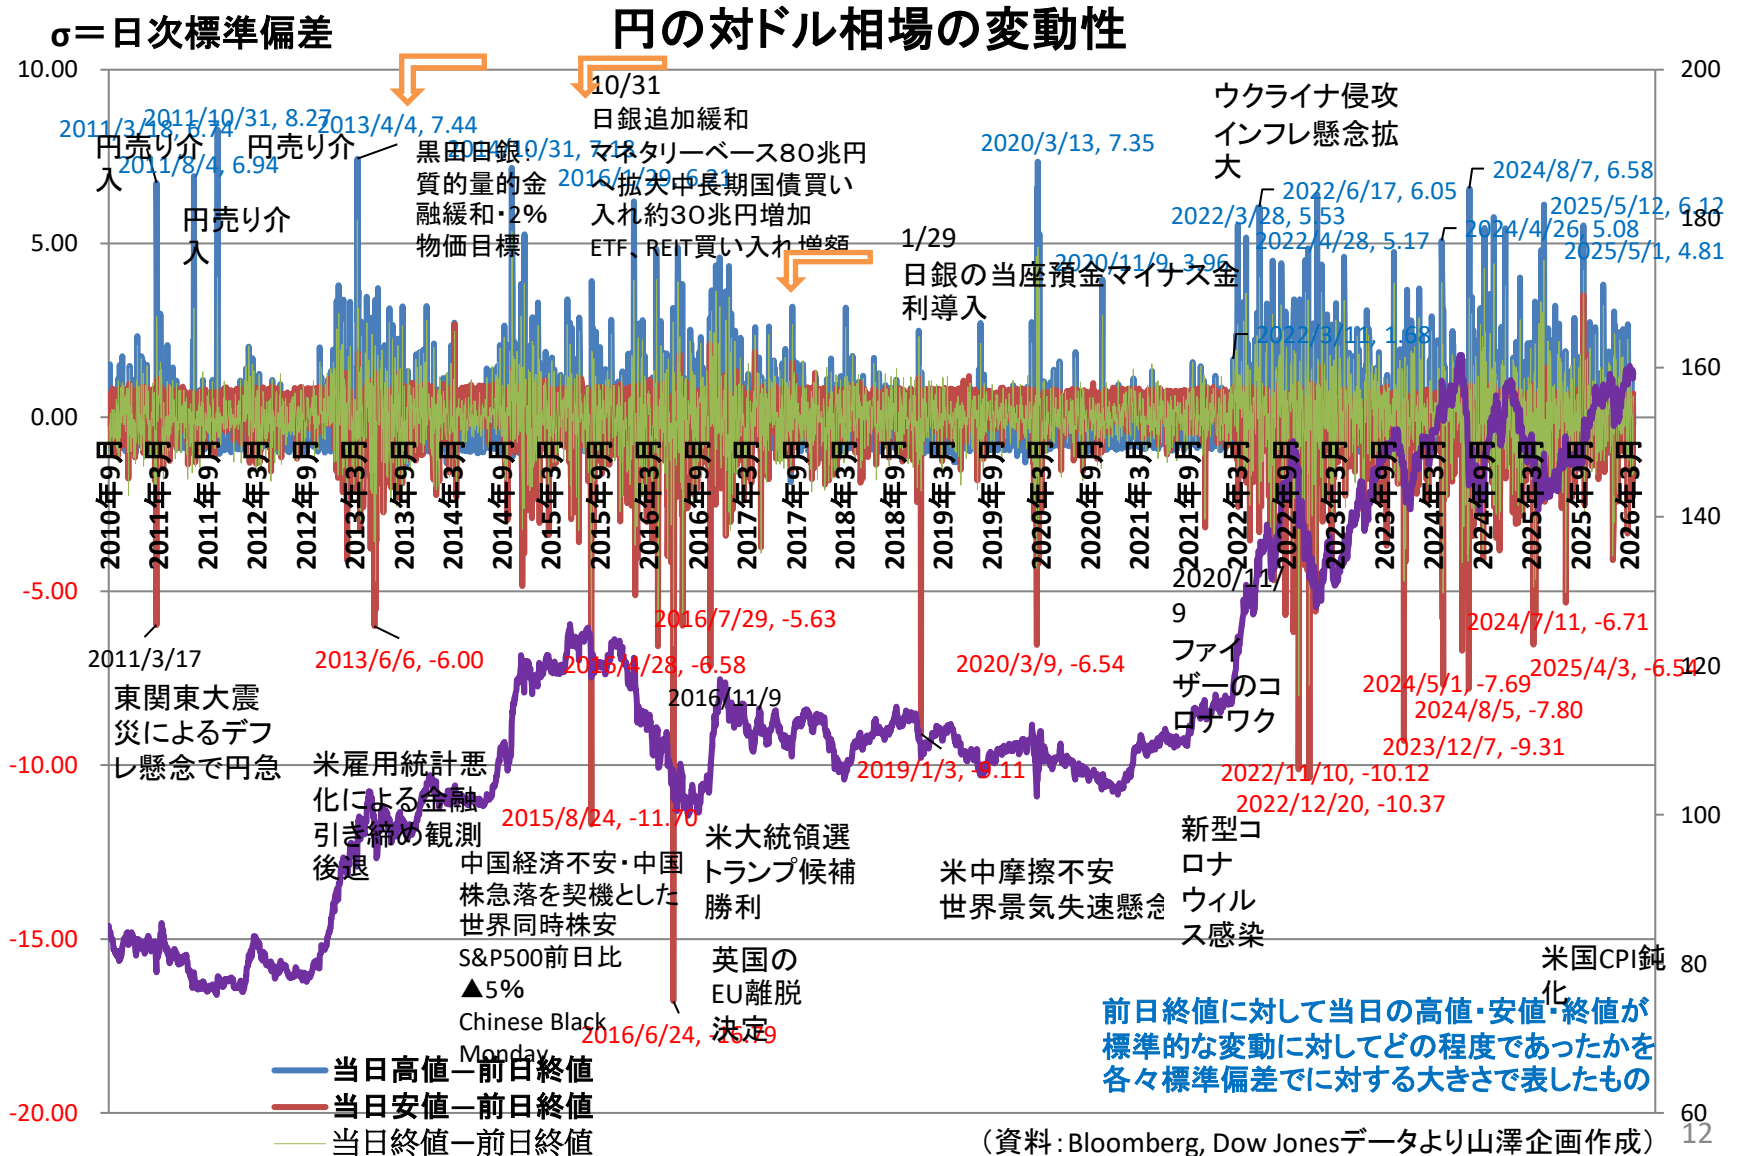 σ＝日次標準偏差
円の対ドル相場の変動性
10.00
5.00
0.00
-5.00
-10.00
-15.00
-20.00
200
180
160
140
120
100
80
60
2011/3/18, 6.74
2011/10/31, 8.27
2013/4/4, 7.44
円売り介
入
2011/8/4, 6.94
円売り介
円売り介
入
黒田日銀：
質的量的金
融緩和・2%
物価目標
2014/10/31, 7.18
2016/1/29, 6.21
10/31
日銀追加緩和
マネタリーベース８０兆円
へ拡大中長期国債買い
入れ約３０兆円増加
ETF、REIT買い入れ増額
1/29
日銀の当座預金マイナス金
利導入
2020/3/13, 7.35
2020/11/9, 3.96
ウクライナ侵攻
インフレ懸念拡
大
2022/6/17, 6.05
2022/3/28, 5.53
2022/4/28, 5.17
2022/3/11, 1.68
2024/8/7, 6.58
2025/5/12, 6.12
2024/4/26, 5.08
2025/5/1, 4.81
2010年9月
2011年3月
2011年9月
2012年3月
2012年9月
2013年3月
2013年9月
2014年3月
2014年9月
2015年3月
2015年9月
2016年3月
2016年9月
2017年3月
2017年9月
2018年3月
2018年9月
2019年3月
2019年9月
2020年3月
2020年9月
2021年3月
2021年9月
2022年3月
2022年9月
2023年3月
2023年9月
2024年3月
2024年9月
2025年3月
2025年9月
2026年3月
2011/3/17
東関東大震
災によるデフ
レ懸念で円急
2013/6/6, -6.00
米雇用統計悪
化による金融
引き締め観測
後退
2015/8/24, -11.70
中国経済不安・中国
株急落を契機とした
世界同時株安
S&P500前日比
▲5%
Chinese Black
Monday
2016/7/29, -5.63
2016/4/28, -6.58
2016/11/9
米大統領選
トランプ候補
勝利
英国の
EU離脱
決定
2016/6/24, -16.79
2019/1/3, -9.11
米中摩擦不安
世界景気失速懸念
2020/3/9, -6.54
2020/11/
9
ファイ
ザーのコ
ロナワク
新型コ
ロナ
ウィル
ス感染
2024/7/11, -6.71
2025/4/3, -6.54
2024/5/1, -7.69
2024/8/5, -7.80
2023/12/7, -9.31
2022/11/10, -10.12
2022/12/20, -10.37
米国CPI鈍
化
前日終値に対して当日の高値・安値・終値が
標準的な変動に対してどの程度であったかを
各々標準偏差でに対する大きさで表したもの
当日高値－前日終値
当日安値－前日終値
当日終値－前日終値
（資料：Bloomberg, Dow Jonesデータより山澤企画作成）
12